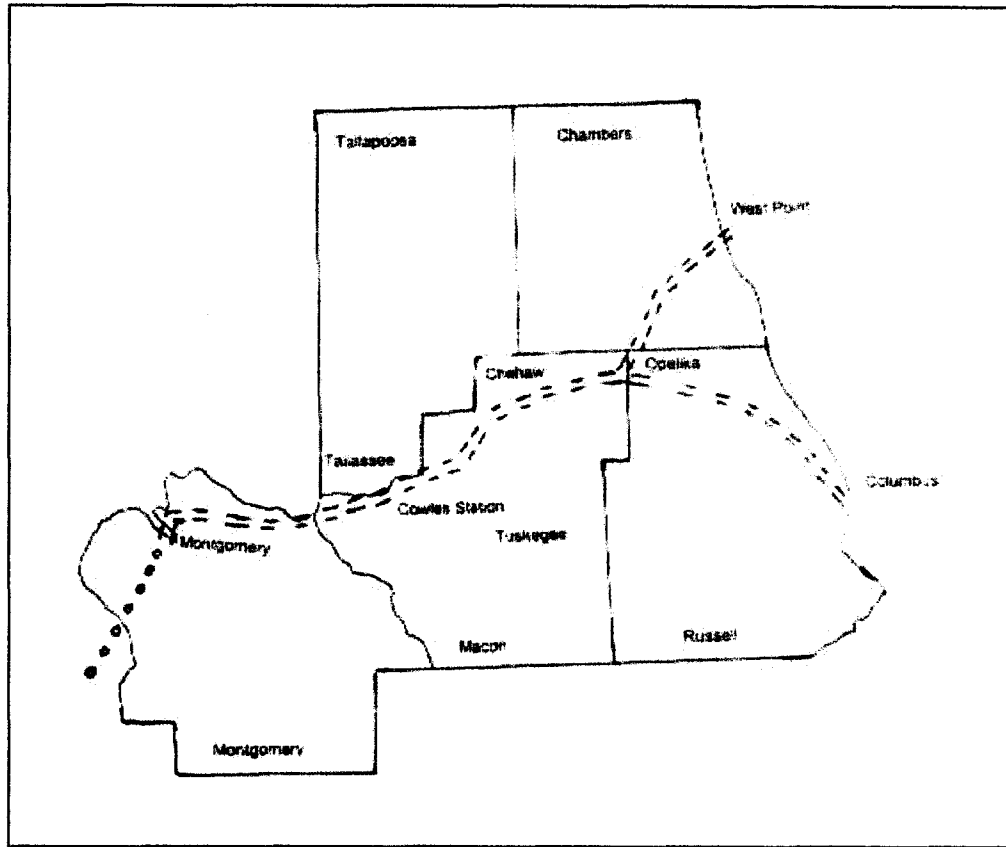 Tallapoosa
Chambers
West Point
Chehaw
Opelika
Tallassee
Columbus
Cowles Station
Tuskegee
Montgomery
Macon
Russell
Montgomery